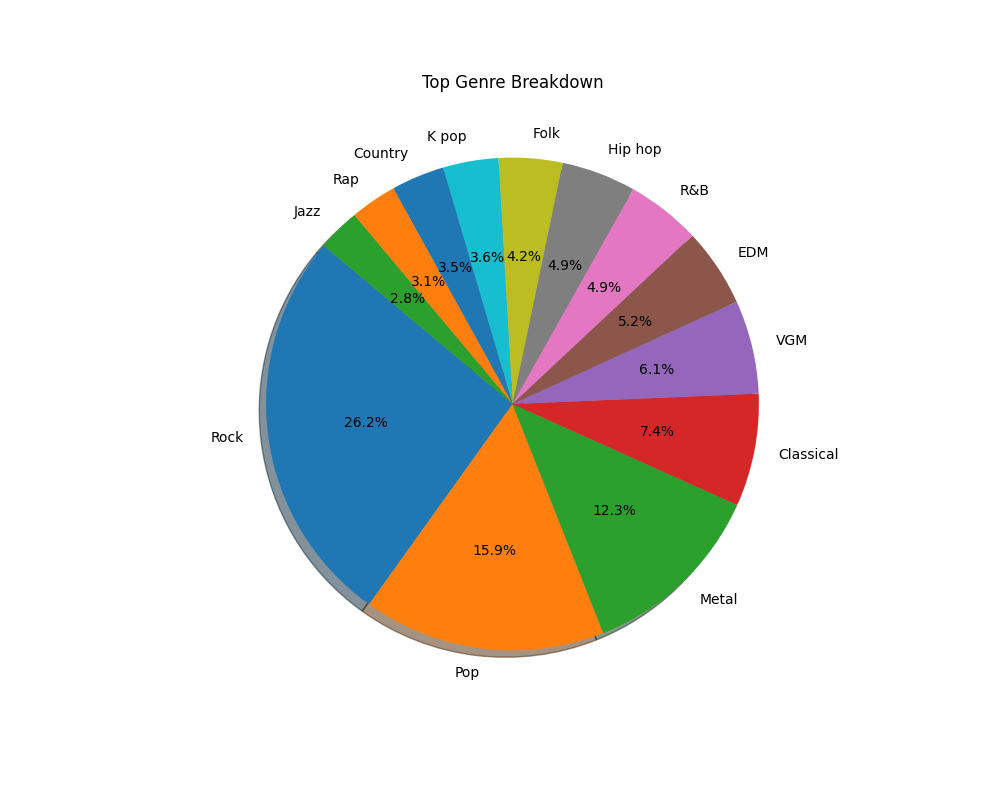 Top Genre Breakdown
Rock
26.2%
Pop
15.9%
Metal
12.3%
Classical
7.4%
VGM
6.1%
EDM
5.2%
R&B
4.9%
Hip hop
4.9%
Folk
4.2%
K pop
3.6%
Country
3.5%
Rap
3.1%
Jazz
2.8%